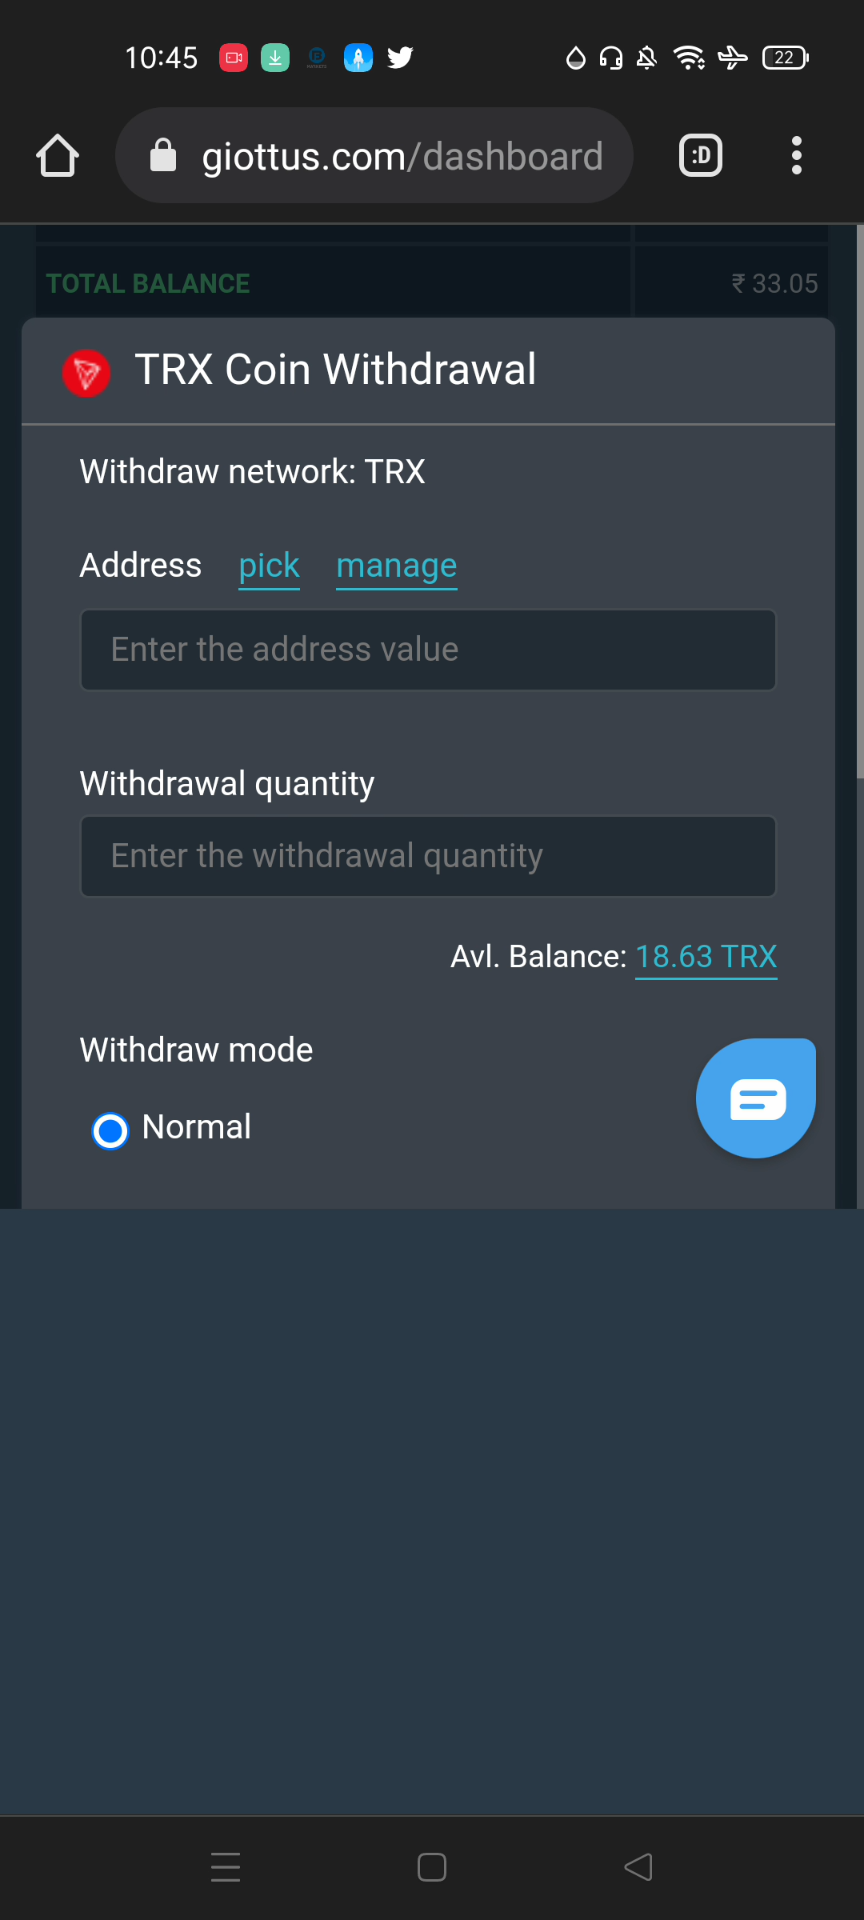 10:45
22
giottus.com/dashboard
:D
TOTAL BALANCE ₹ 33.05
TRX Coin Withdrawal
Withdraw network: TRX
Address pick manage
Enter the address value
Withdrawal quantity
Enter the withdrawal quantity
Avl. Balance: 18.63 TRX
Withdraw mode
Normal